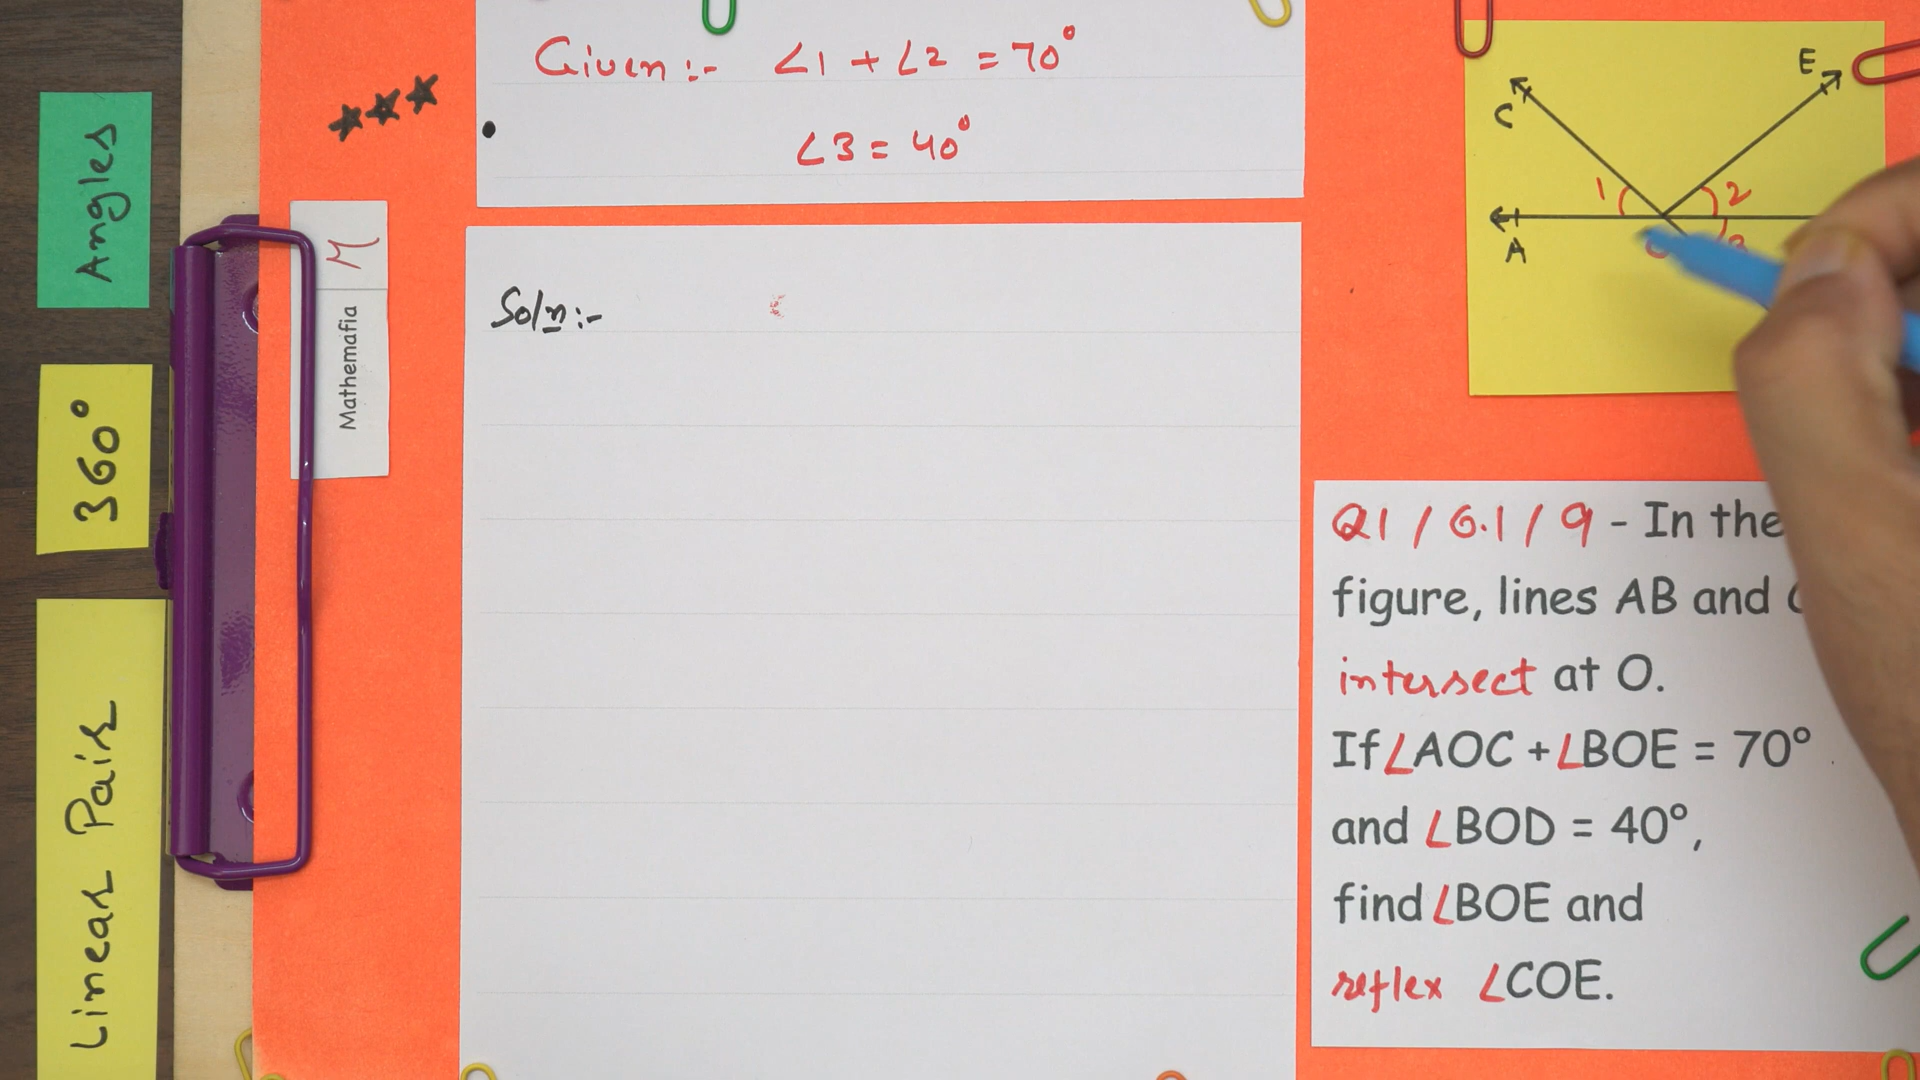 Angles
360°
Linear Pair
M
Mathemafia
Given :- ∠1 + ∠2 = 70°
∠3 = 40°
Soln :-
C
E
1
2
A
Q1 / 6.1 / 9 - In the
figure, lines AB and
intersect at O.
If ∠AOC + ∠BOE = 70°
and ∠BOD = 40°,
find ∠BOE and
reflex ∠COE.